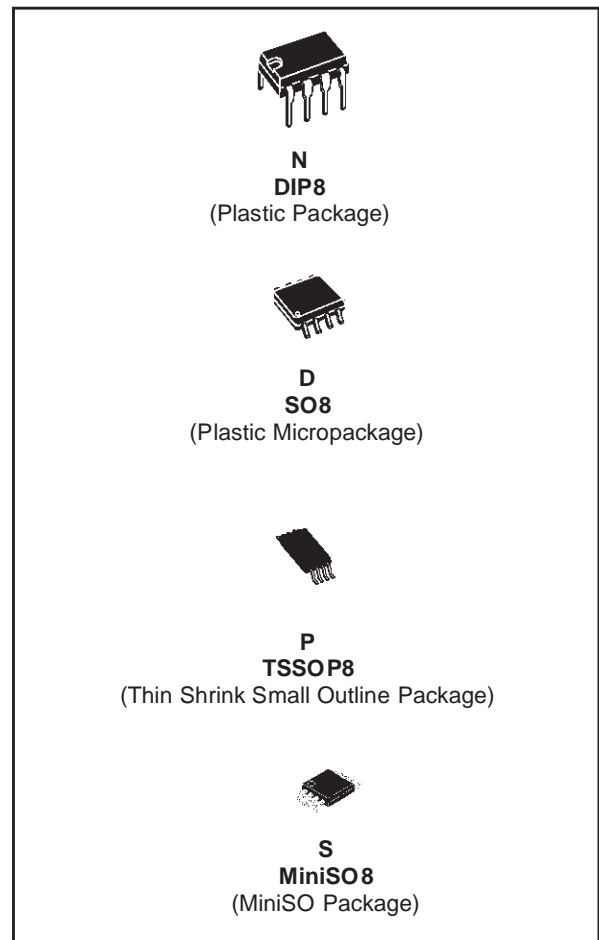 N
DIP8
(Plastic Package)
D
SO8
(Plastic Micropackage)
P
TSSOP8
(Thin Shrink Small Outline Package)
S
MiniSO8
(MiniSO Package)